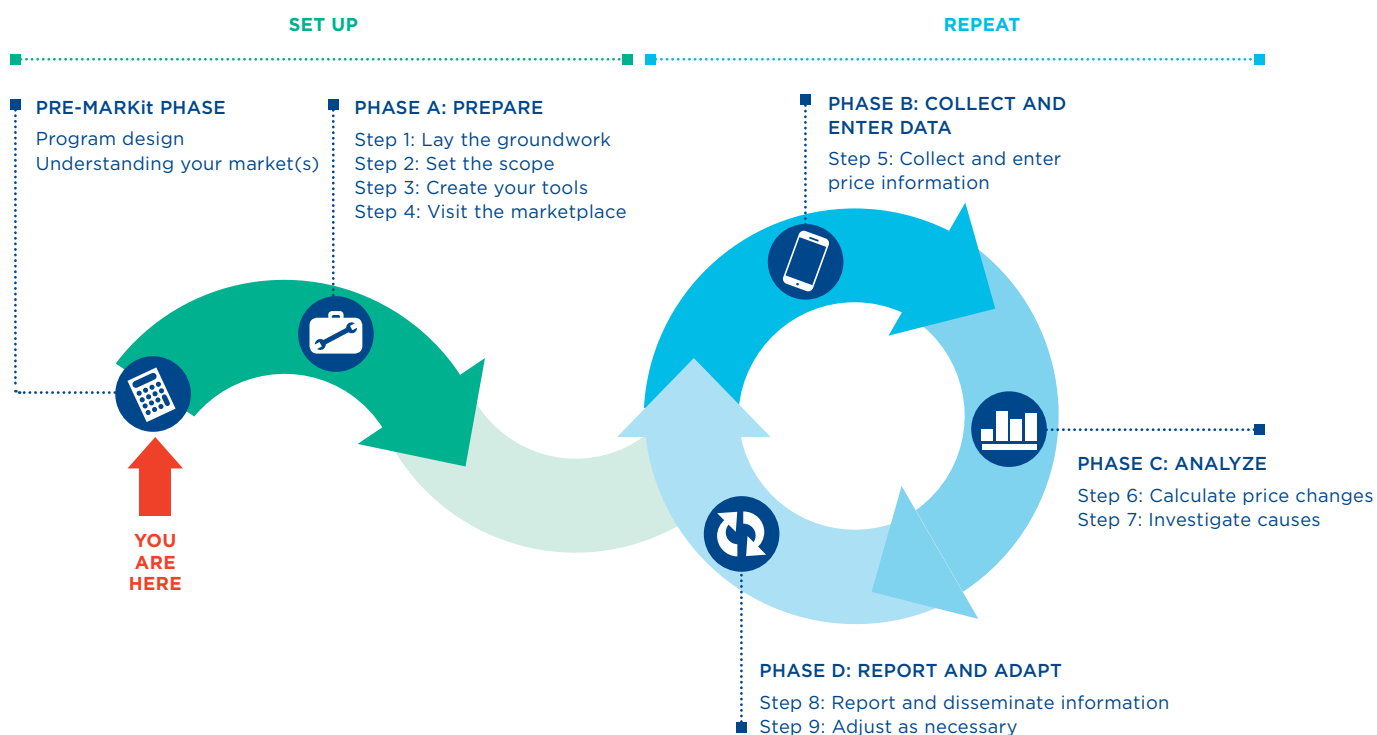 SET UP
REPEAT
PRE-MARKit PHASE
Program design
Understanding your market(s)
PHASE A: PREPARE
Step 1: Lay the groundwork
Step 2: Set the scope
Step 3: Create your tools
Step 4: Visit the marketplace
PHASE B: COLLECT AND
ENTER DATA
Step 5: Collect and enter
price information
YOU
ARE
HERE
PHASE C: ANALYZE
Step 6: Calculate price changes
Step 7: Investigate causes
PHASE D: REPORT AND ADAPT
Step 8: Report and disseminate information
Step 9: Adjust as necessary